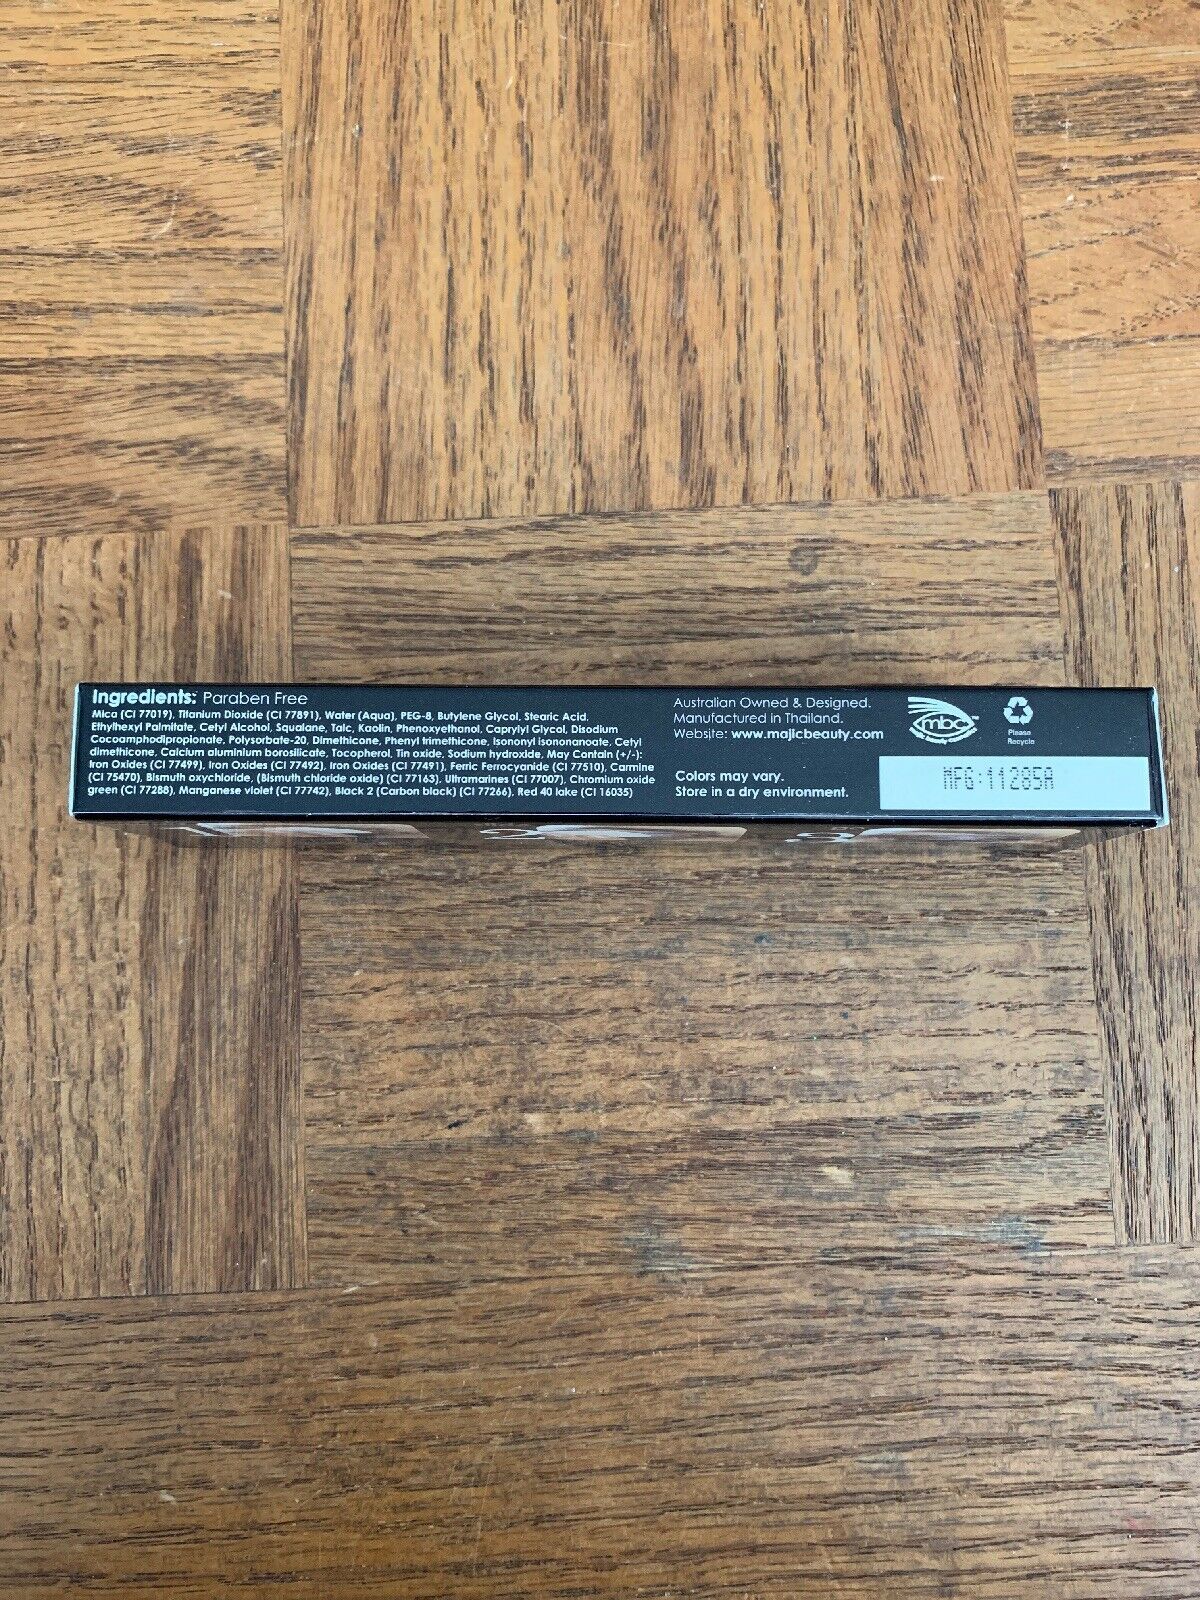 Ingredients: Paraben Free
Mica (CI 77019), Titanium Dioxide (CI 77891), Water (Aqua), PEG-8, Butylene Glycol, Stearic Acid,
Ethylhexyl Palmitate, Cetyl Alcohol, Squalane, Talc, Kaolin, Phenoxyethanol, Caprylyl Glycol, Disodium
Cocoamphodipropionate, Polysorbate-20, Dimethicone, Phenyl trimethicone, Isononyl isononanoate, Cetyl
dimethicone, Calcium aluminium borosilicate, Tocopherol, Tin oxide, Sodium hydroxide, May Contain (+/-):
Iron Oxides (CI 77499), Iron Oxides (CI 77492), Iron Oxides (CI 77491), Ferric Ferrocyanide (CI 77510), Carmine
(CI 75470), Bismuth oxychloride, (Bismuth chloride oxide) (CI 77163), Ultramarines (CI 77007), Chromium oxide
green (CI 77288), Manganese violet (CI 77742), Black 2 (Carbon black) (CI 77266), Red 40 lake (CI 16035)
Australian Owned & Designed.
Manufactured in Thailand.
Website: www.majicbeauty.com
Colors may vary.
Store in a dry environment.
mbc™
Please
Recycle
MFG:11285A
1 2 3